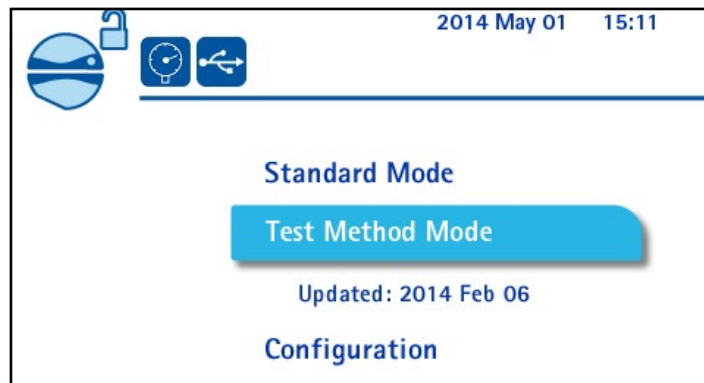 2014 May 01 15:11
Standard Mode
Test Method Mode
Updated: 2014 Feb 06
Configuration